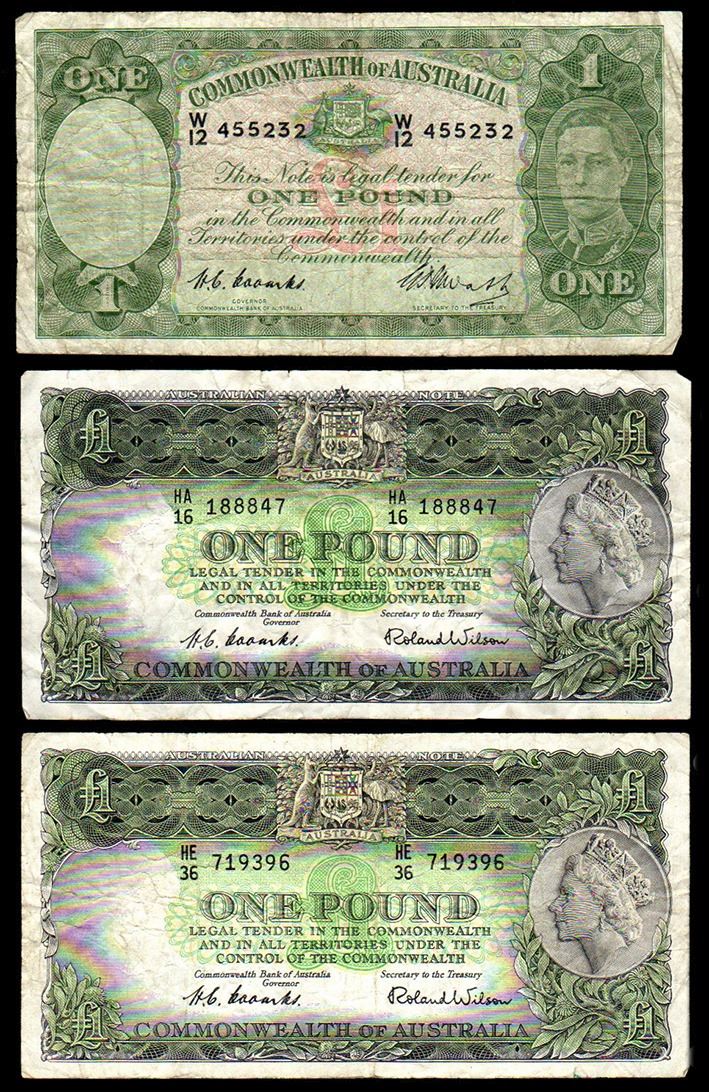 ONE
1
COMMONWEALTH OF AUSTRALIA
W
12 455232
W
12 455232
AUSTRALIA
£1
This Note is legal tender for
ONE POUND
in the Commonwealth and in all
Territories under the control of the
Commonwealth.
H.C. Coombs.
GOVERNOR
COMMONWEALTH BANK OF AUSTRALIA
SECRETARY TO THE TREASURY
1
ONE
ONE
AUSTRALIAN NOTE
£1
£1
AUSTRALIA
HA
16 188847
HA
16 188847
£
ONE POUND
LEGAL TENDER IN THE COMMONWEALTH
AND IN ALL TERRITORIES UNDER THE
CONTROL OF THE COMMONWEALTH
Commonwealth Bank of Australia
Governor
Secretary to the Treasury
H.C. Coombs.
Roland Wilson
£1
COMMONWEALTH OF AUSTRALIA
£1
AUSTRALIAN NOTE
£1
£1
AUSTRALIA
HE
36 719396
HE
36 719396
£
ONE POUND
LEGAL TENDER IN THE COMMONWEALTH
AND IN ALL TERRITORIES UNDER THE
CONTROL OF THE COMMONWEALTH
Commonwealth Bank of Australia
Governor
Secretary to the Treasury
H.C. Coombs.
Roland Wilson
£1
COMMONWEALTH OF AUSTRALIA
£1